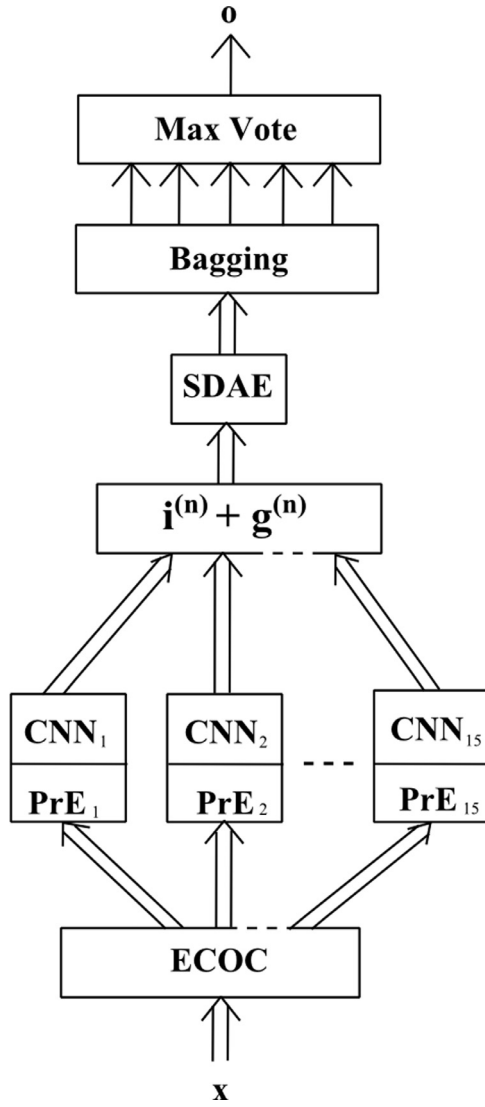 o
Max Vote
Bagging
SDAE
i⁽ⁿ⁾ + g⁽ⁿ⁾
CNN₁ CNN₂ CNN₁₅
PrE₁ PrE₂ PrE₁₅
ECOC
x